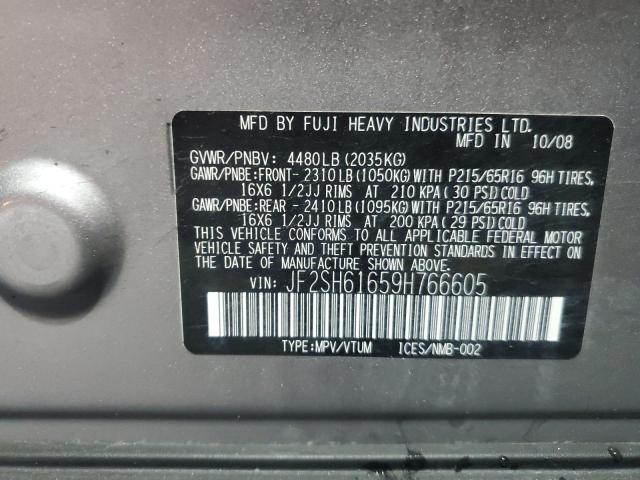 MFD BY FUJI HEAVY INDUSTRIES LTD.
MFD IN 10/08
GVWR/PNBV: 4480LB(2035KG)
GAWR/PNBE:FRONT- 2310LB(1050KG)WITH P215/65R16 96H TIRES,
16X6 1/2JJ RIMS AT 210 KPA(30 PSI)COLD
GAWR/PNBE:REAR - 2410LB(1095KG)WITH P215/65R16 96H TIRES,
16X6 1/2JJ RIMS AT 200 KPA(29 PSI)COLD
THIS VEHICLE CONFORMS TO ALL APPLICABLE FEDERAL MOTOR
VEHICLE SAFETY AND THEFT PREVENTION STANDARDS IN EFFECT ON
THE DATE OF MANUFACTURE SHOWN ABOVE.
VIN: JF2SH61659H766605
TYPE:MPV/VTUM ICES/NMB-002